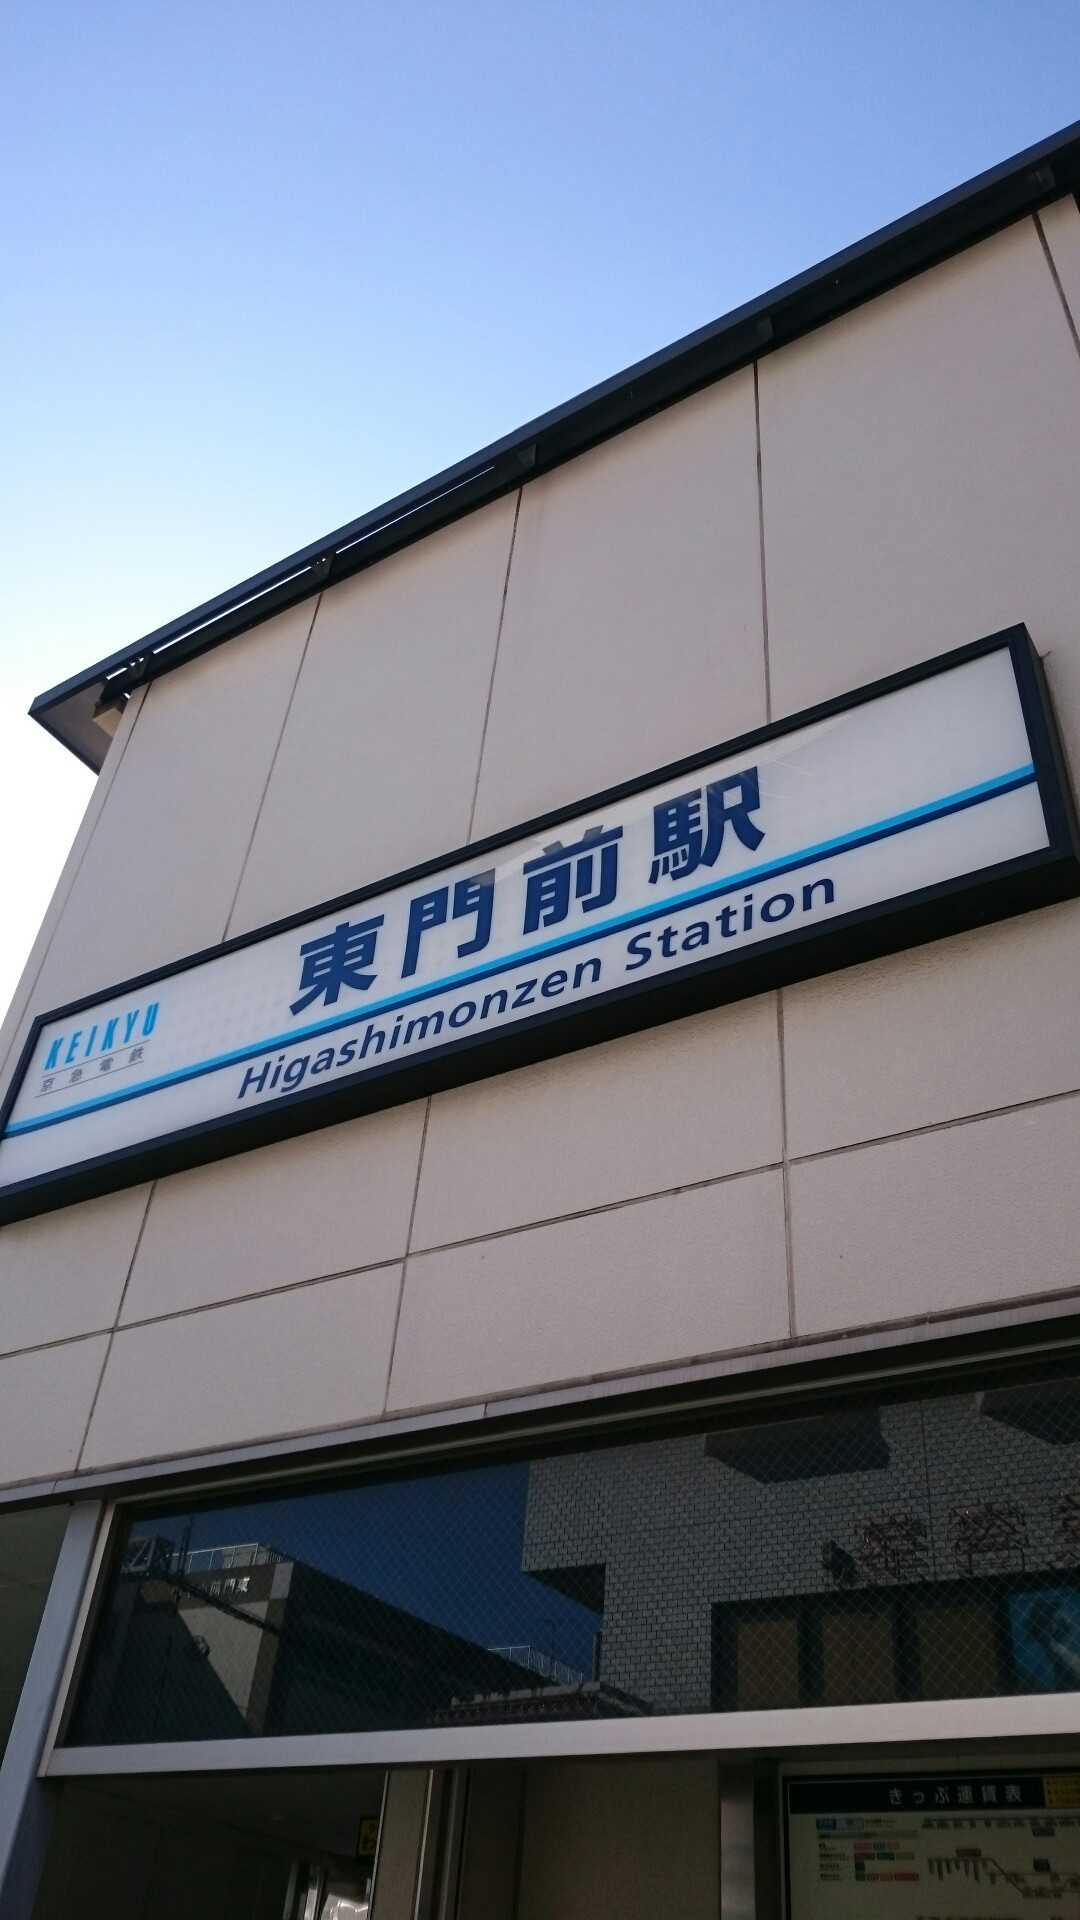 東門前駅
KEIKYU
京急電鉄
Higashimonzen Station
きっぷ運賃表